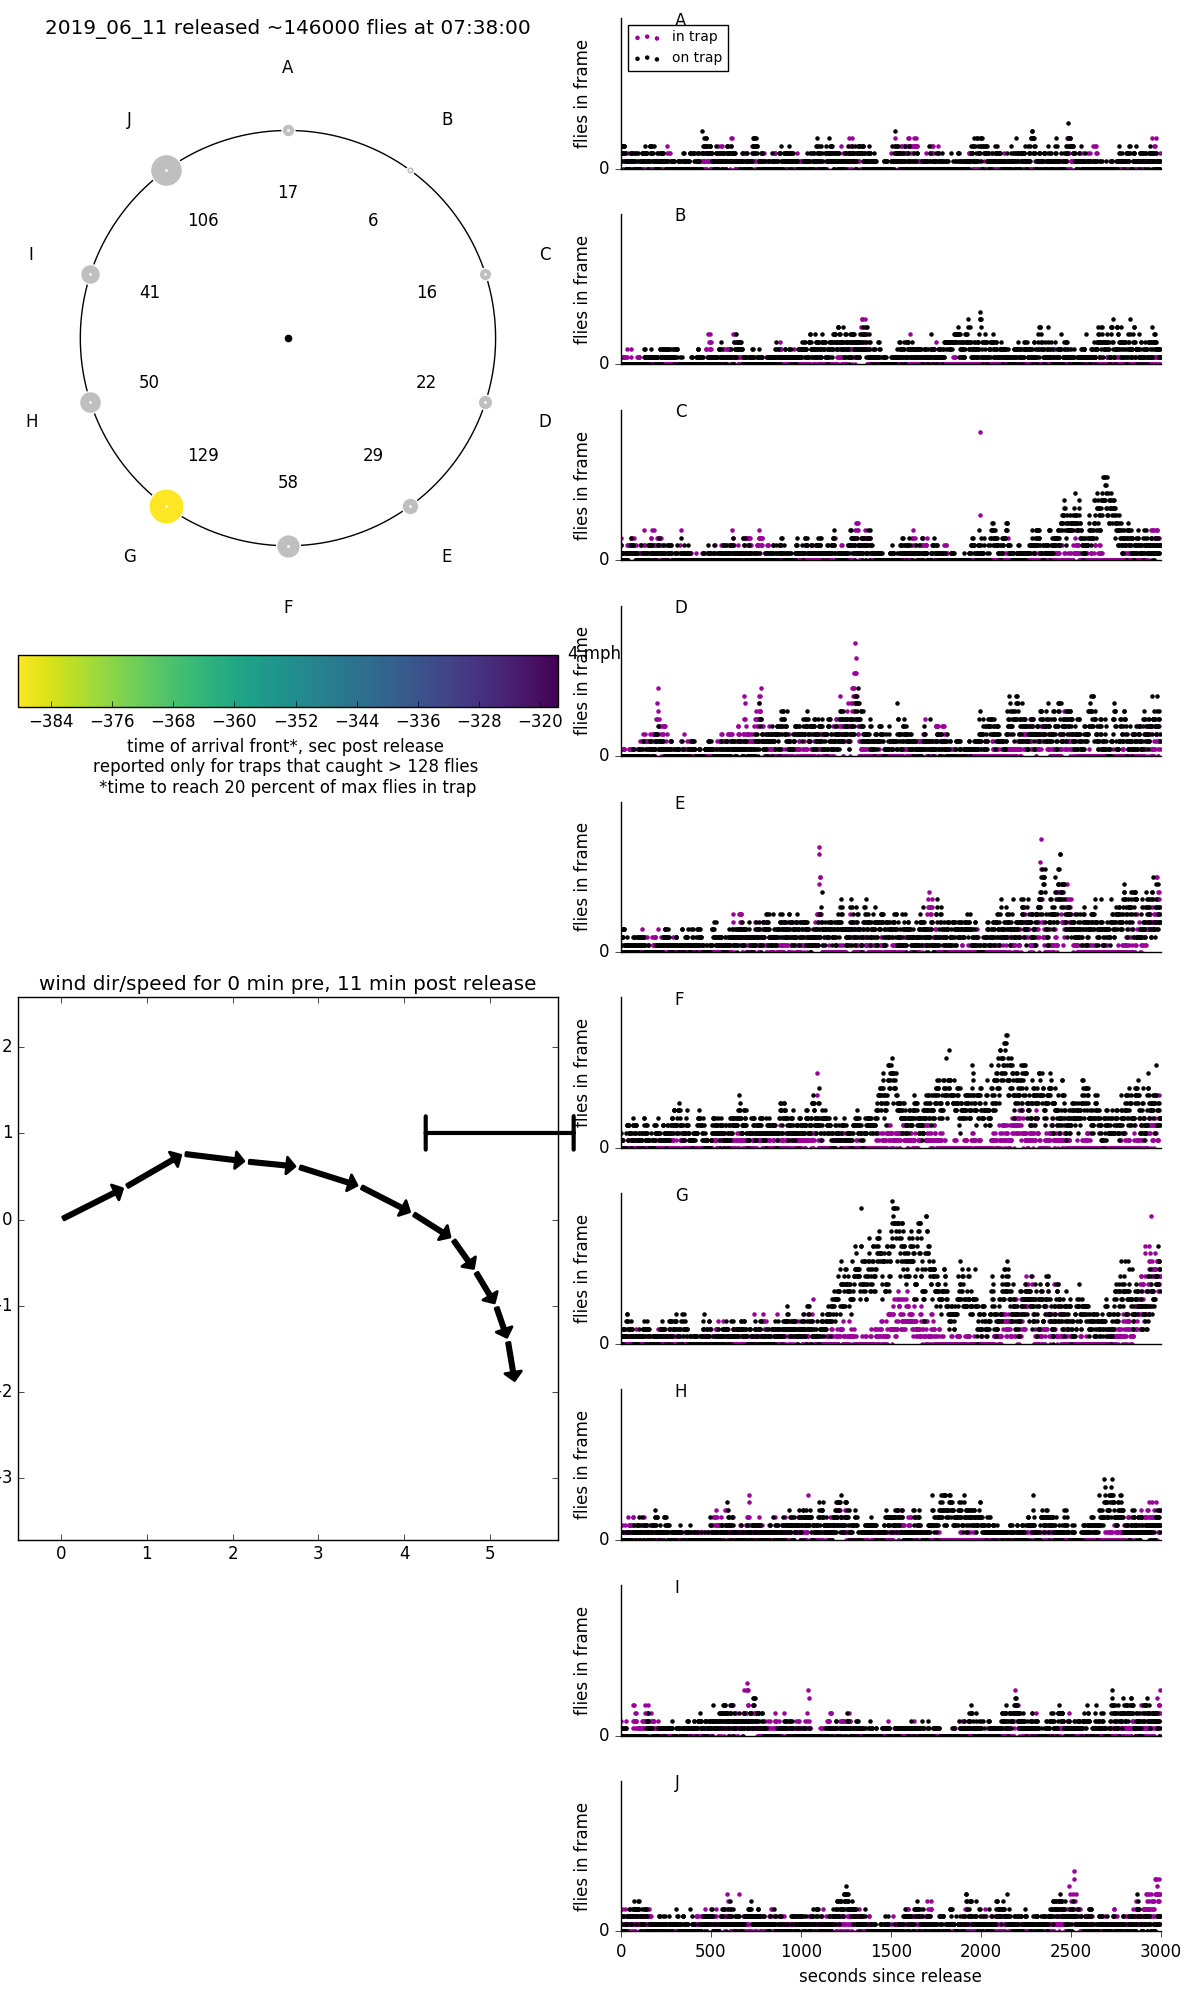 2019_06_11 released ~146000 flies at 07:38:00
A
J
B
17
106
6
I
C
41
16
50
22
H
D
129
29
58
G
E
F
4 mph
−384 −376 −368 −360 −352 −344 −336 −328 −320
time of arrival front*, sec post release
reported only for traps that caught > 128 flies
*time to reach 20 percent of max flies in trap
wind dir/speed for 0 min pre, 11 min post release
2
1
0
−1
−2
−3
0 1 2 3 4 5
A
in trap
on trap
flies in frame
0
B
flies in frame
0
C
flies in frame
0
D
flies in frame
0
E
flies in frame
0
F
flies in frame
0
G
flies in frame
0
H
flies in frame
0
I
flies in frame
0
J
flies in frame
0
0 500 1000 1500 2000 2500 3000
seconds since release